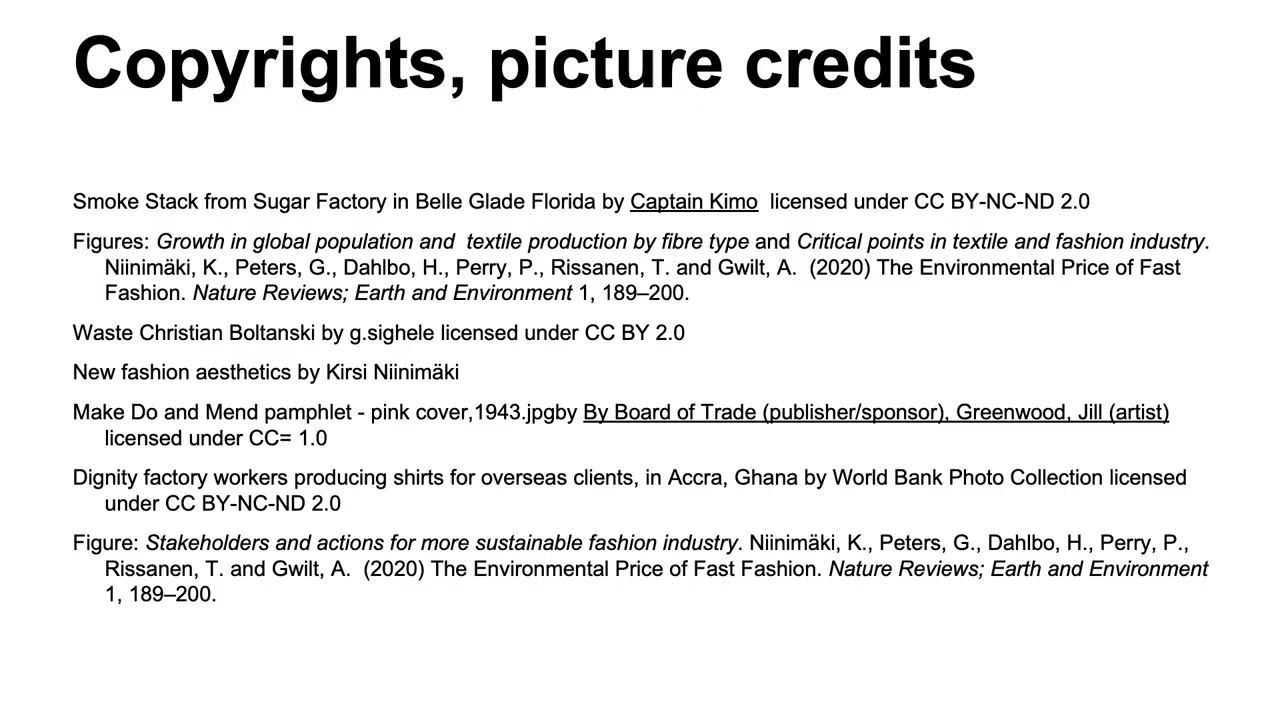 Copyrights, picture credits
Smoke Stack from Sugar Factory in Belle Glade Florida by Captain Kimo  licensed under CC BY-NC-ND 2.0
Figures: Growth in global population and  textile production by fibre type and Critical points in textile and fashion industry.
Niinimäki, K., Peters, G., Dahlbo, H., Perry, P., Rissanen, T. and Gwilt, A.  (2020) The Environmental Price of Fast
Fashion. Nature Reviews; Earth and Environment 1, 189–200.
Waste Christian Boltanski by g.sighele licensed under CC BY 2.0
New fashion aesthetics by Kirsi Niinimäki
Make Do and Mend pamphlet - pink cover,1943.jpgby By Board of Trade (publisher/sponsor), Greenwood, Jill (artist)
licensed under CC= 1.0
Dignity factory workers producing shirts for overseas clients, in Accra, Ghana by World Bank Photo Collection licensed
under CC BY-NC-ND 2.0
Figure: Stakeholders and actions for more sustainable fashion industry. Niinimäki, K., Peters, G., Dahlbo, H., Perry, P.,
Rissanen, T. and Gwilt, A.  (2020) The Environmental Price of Fast Fashion. Nature Reviews; Earth and Environment
1, 189–200.